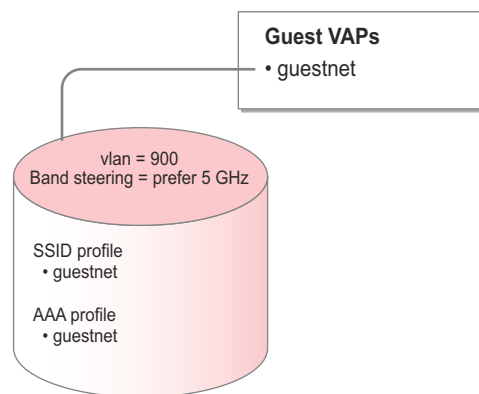 Guest VAPs
• guestnet
vlan = 900
Band steering = prefer 5 GHz
SSID profile
• guestnet
AAA profile
• guestnet